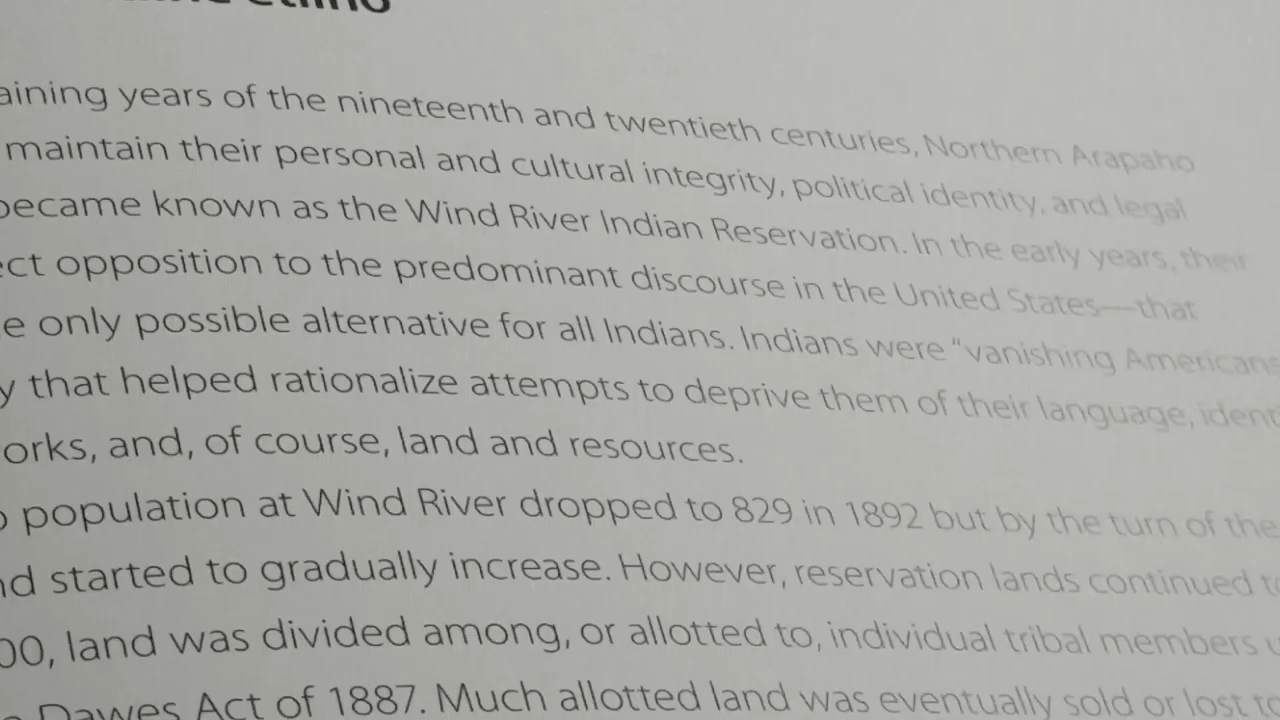 aining years of the nineteenth and twentieth centuries, Northern Arapaho
maintain their personal and cultural integrity, political identity, and legal
became known as the Wind River Indian Reservation. In the early years, their
ect opposition to the predominant discourse in the United States—that
e only possible alternative for all Indians. Indians were "vanishing Americans
y that helped rationalize attempts to deprive them of their language, ident
orks, and, of course, land and resources.
o population at Wind River dropped to 829 in 1892 but by the turn of the
nd started to gradually increase. However, reservation lands continued to
00, land was divided among, or allotted to, individual tribal members u
Dawes Act of 1887. Much allotted land was eventually sold or lost to